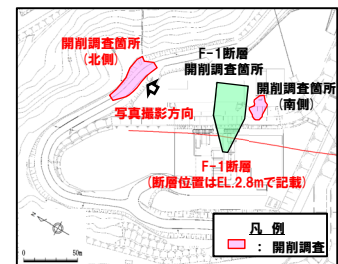 開削調査箇所
(北側)
F-1断層
開削調査箇所
開削調査箇所
(南側)
写真撮影方向
F-1断層
(断層位置はEL.2.8mで記載)
N
凡 例
：開削調査
0 50m